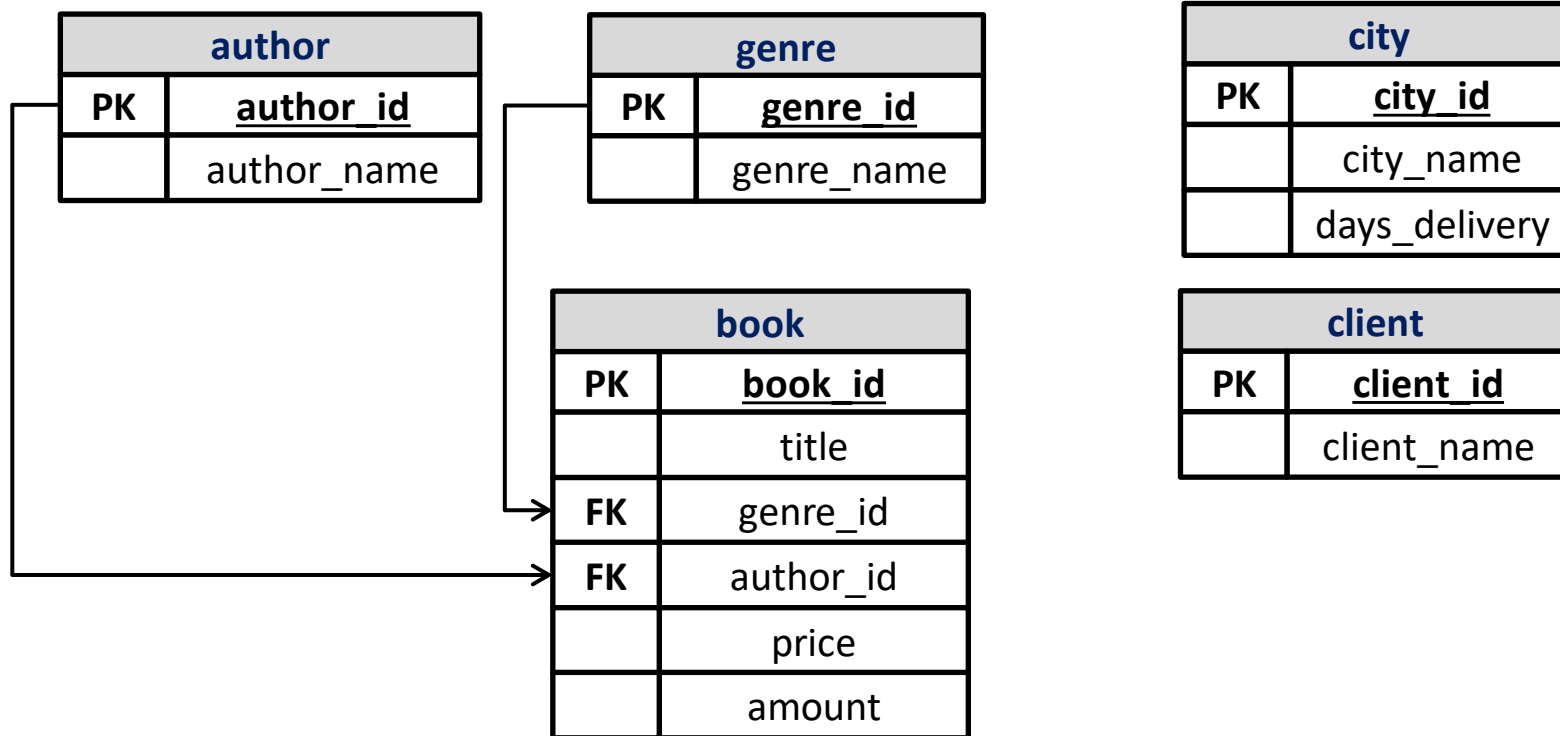 author
PK author_id
author_name
genre
PK genre_id
genre_name
city
PK city_id
city_name
days_delivery
book
PK book_id
title
FK genre_id
FK author_id
price
amount
client
PK client_id
client_name